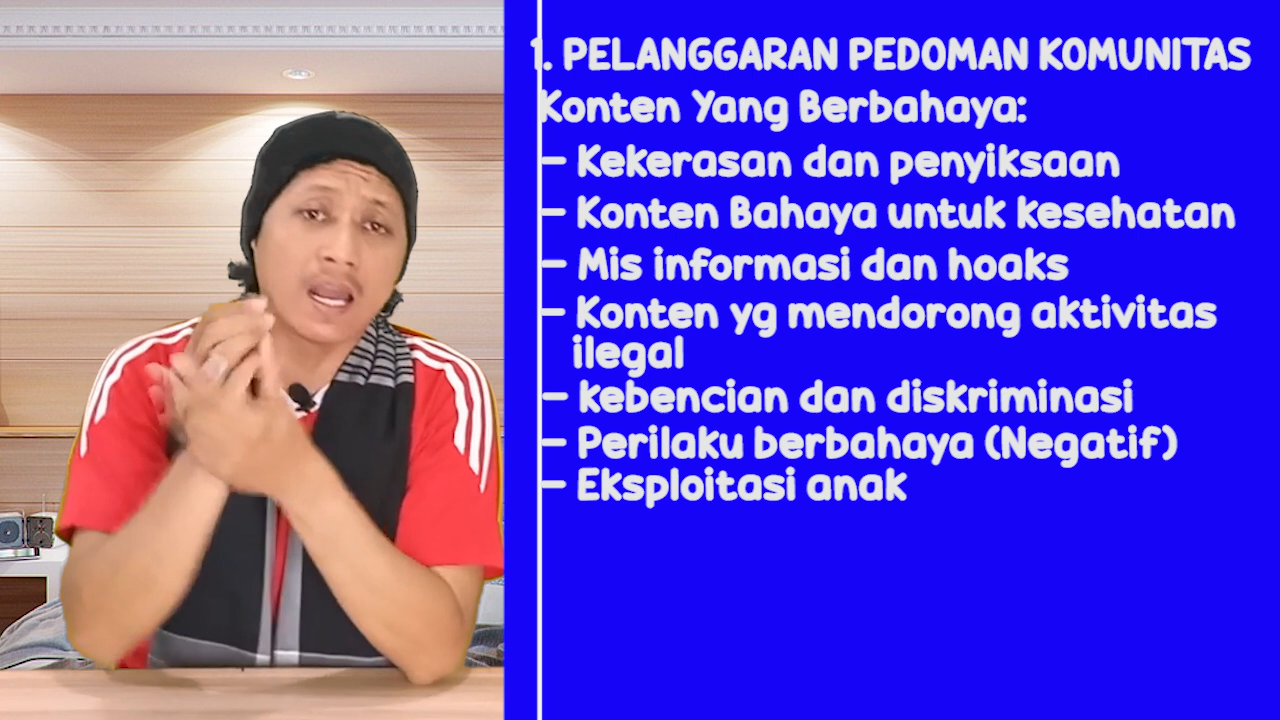 1. PELANGGARAN PEDOMAN KOMUNITAS
Konten Yang Berbahaya:
- Kekerasan dan penyiksaan
- Konten Bahaya untuk kesehatan
- Mis informasi dan hoaks
- Konten yg mendorong aktivitas
ilegal
- Kebencian dan diskriminasi
- Perilaku berbahaya (Negatif)
- Eksploitasi anak